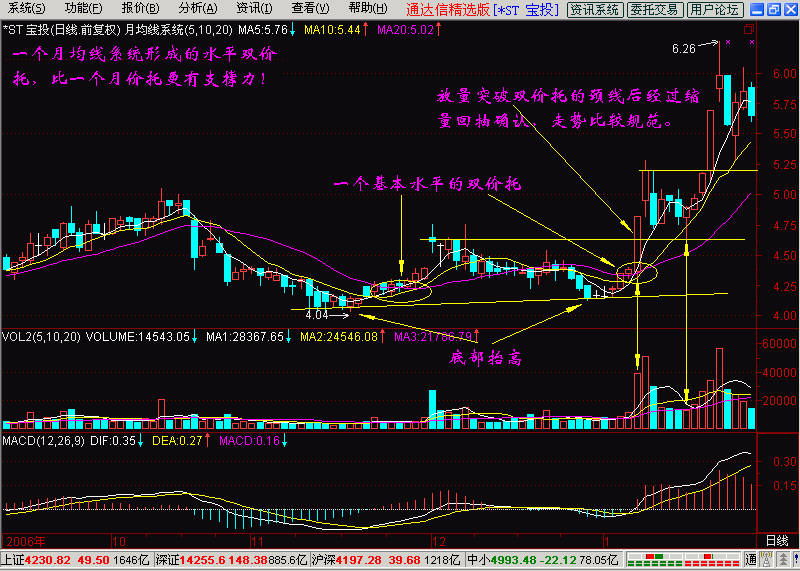 系统(S) 功能(F) 报价(B) 分析(A) 资讯(I) 查看(V) 帮助(H) 通达信精选版[*ST 宝投] 资讯系统 委托交易 用户论坛
*ST 宝投(日线.前复权) 月均线系统(5,10,20) MA5:5.76↓ MA10:5.44↑ MA20:5.02↑
一个月均线系统形成的水平双价
托，比一个月价托更有支撑力！
6.26→
放量突破双价托的颈线后经过缩
量回抽确认，走势比较规范。
一个基本水平的双价托
6.00
5.75
5.50
5.25
5.00
4.75
4.50
4.25
4.00
4.04→
底部抬高
VOL2(5,10,20) VOLUME:14543.05↓ MA1:28367.65↓ MA2:24546.08↑ MA3:21786.79↑
60000
40000
20000
MACD(12,26,9) DIF:0.35↓ DEA:0.27↑ MACD:0.16↓
0.30
0.15
2006年 10 11 12 1 日线
上证4230.82 49.50 1646亿 深证14255.6 148.38 885.6亿 沪深4197.28 39.68 1218亿 中小4993.48 -22.12 78.05亿 通